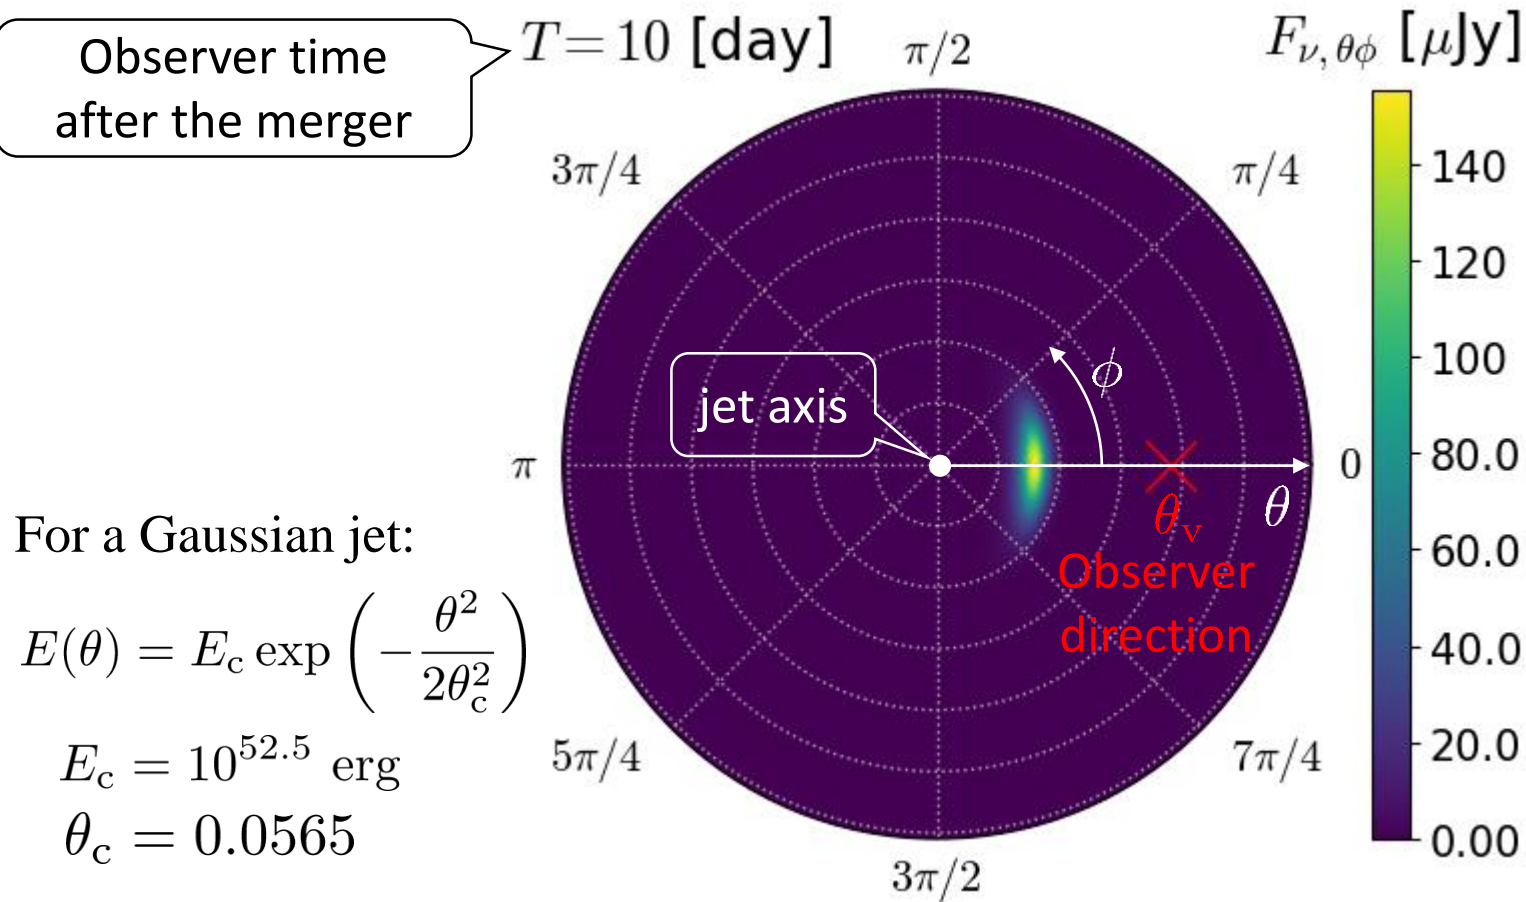 Observer time
after the merger
T= 10 [day]
π/2
F_{ν, θϕ} [μJy]
3π/4
π/4
140
120
ϕ
100
jet axis
π
0
80.0
θ_v
θ
Observer
direction
For a Gaussian jet:
60.0
E(θ) = E_c exp ( − θ² / 2θ_c² )
40.0
E_c = 10^{52.5} erg
5π/4
7π/4
20.0
θ_c = 0.0565
0.00
3π/2